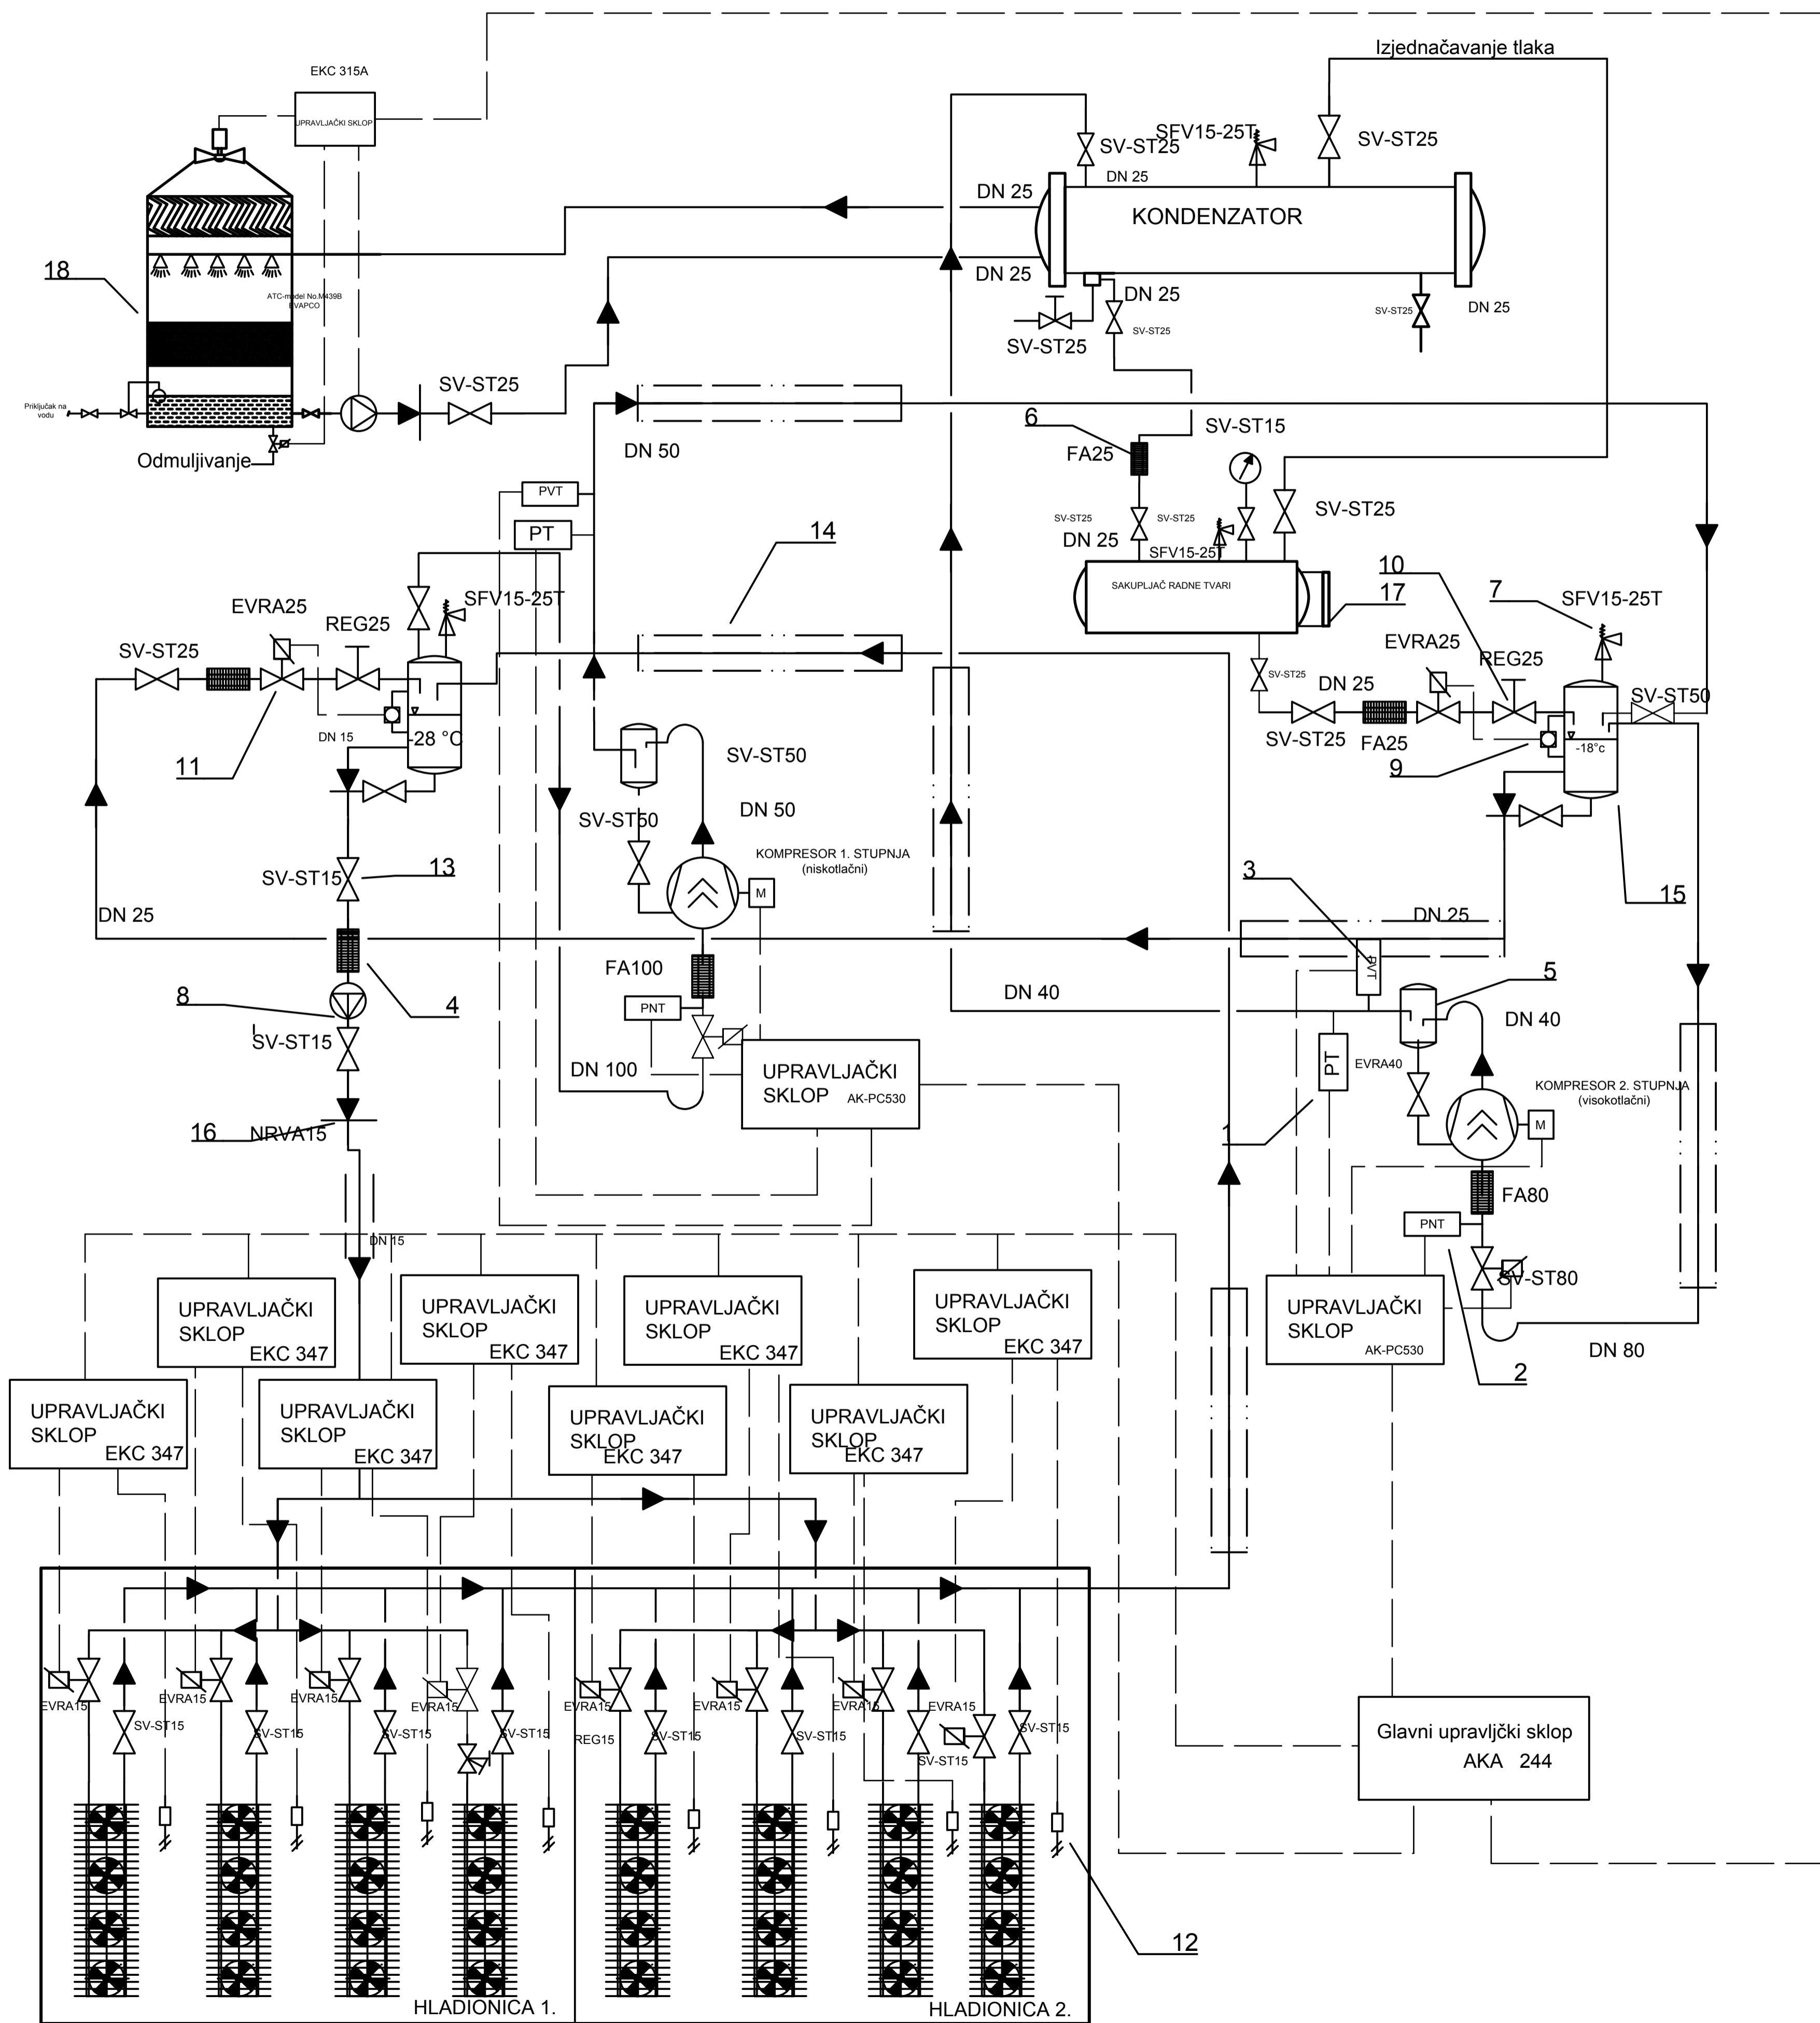 Izjednačavanje tlaka
EKC 315A
UPRAVLJAČKI SKLOP
SV-ST25
SFV15-25T
SV-ST25
DN 25
DN 25
KONDENZATOR
18
DN 25
ATC-model No.M439B
EVAPCO
DN 25
SV-ST25
SV-ST25
SV-ST25
DN 25
SV-ST25
SV-ST25
Priključak na
vodu
Odmuljivanje
DN 50
6
FA25
SV-ST15
PVT
PT
14
SV-ST25
SV-ST25
SV-ST25
DN 25
SFV15-25T
SAKUPLJAČ RADNE TVARI
10
17
7
SFV15-25T
EVRA25
REG25
SFV15-25T
SV-ST25
EVRA25
REG25
SV-ST25
DN 25
SV-ST50
DN 15
-28 °C
SV-ST25
FA25
-18°c
9
11
SV-ST50
DN 50
SV-ST50
KOMPRESOR 1. STUPNJA
(niskotlačni)
M
13
SV-ST15
3
15
DN 25
DN 25
FA100
PVT
5
8
4
PNT
DN 40
DN 40
SV-ST15
DN 100
UPRAVLJAČKI
SKLOP
AK-PC530
PT
EVRA40
KOMPRESOR 2. STUPNJA
(visokotlačni)
M
16
NRVA15
1
FA80
PNT
DN 15
SV-ST80
UPRAVLJAČKI
SKLOP
EKC 347
UPRAVLJAČKI
SKLOP
EKC 347
UPRAVLJAČKI
SKLOP
EKC 347
UPRAVLJAČKI
SKLOP
EKC 347
UPRAVLJAČKI
SKLOP
AK-PC530
DN 80
2
UPRAVLJAČKI
SKLOP
EKC 347
UPRAVLJAČKI
SKLOP
EKC 347
UPRAVLJAČKI
SKLOP
EKC 347
UPRAVLJAČKI
SKLOP
EKC 347
EVRA15
EVRA15
EVRA15
EVRA15
EVRA15
EVRA15
EVRA15
EVRA15
SV-ST15
SV-ST15
SV-ST15
SV-ST15
REG15
SV-ST15
SV-ST15
SV-ST15
SV-ST15
Glavni upravljčki sklop
AKA 244
12
HLADIONICA 1.
HLADIONICA 2.